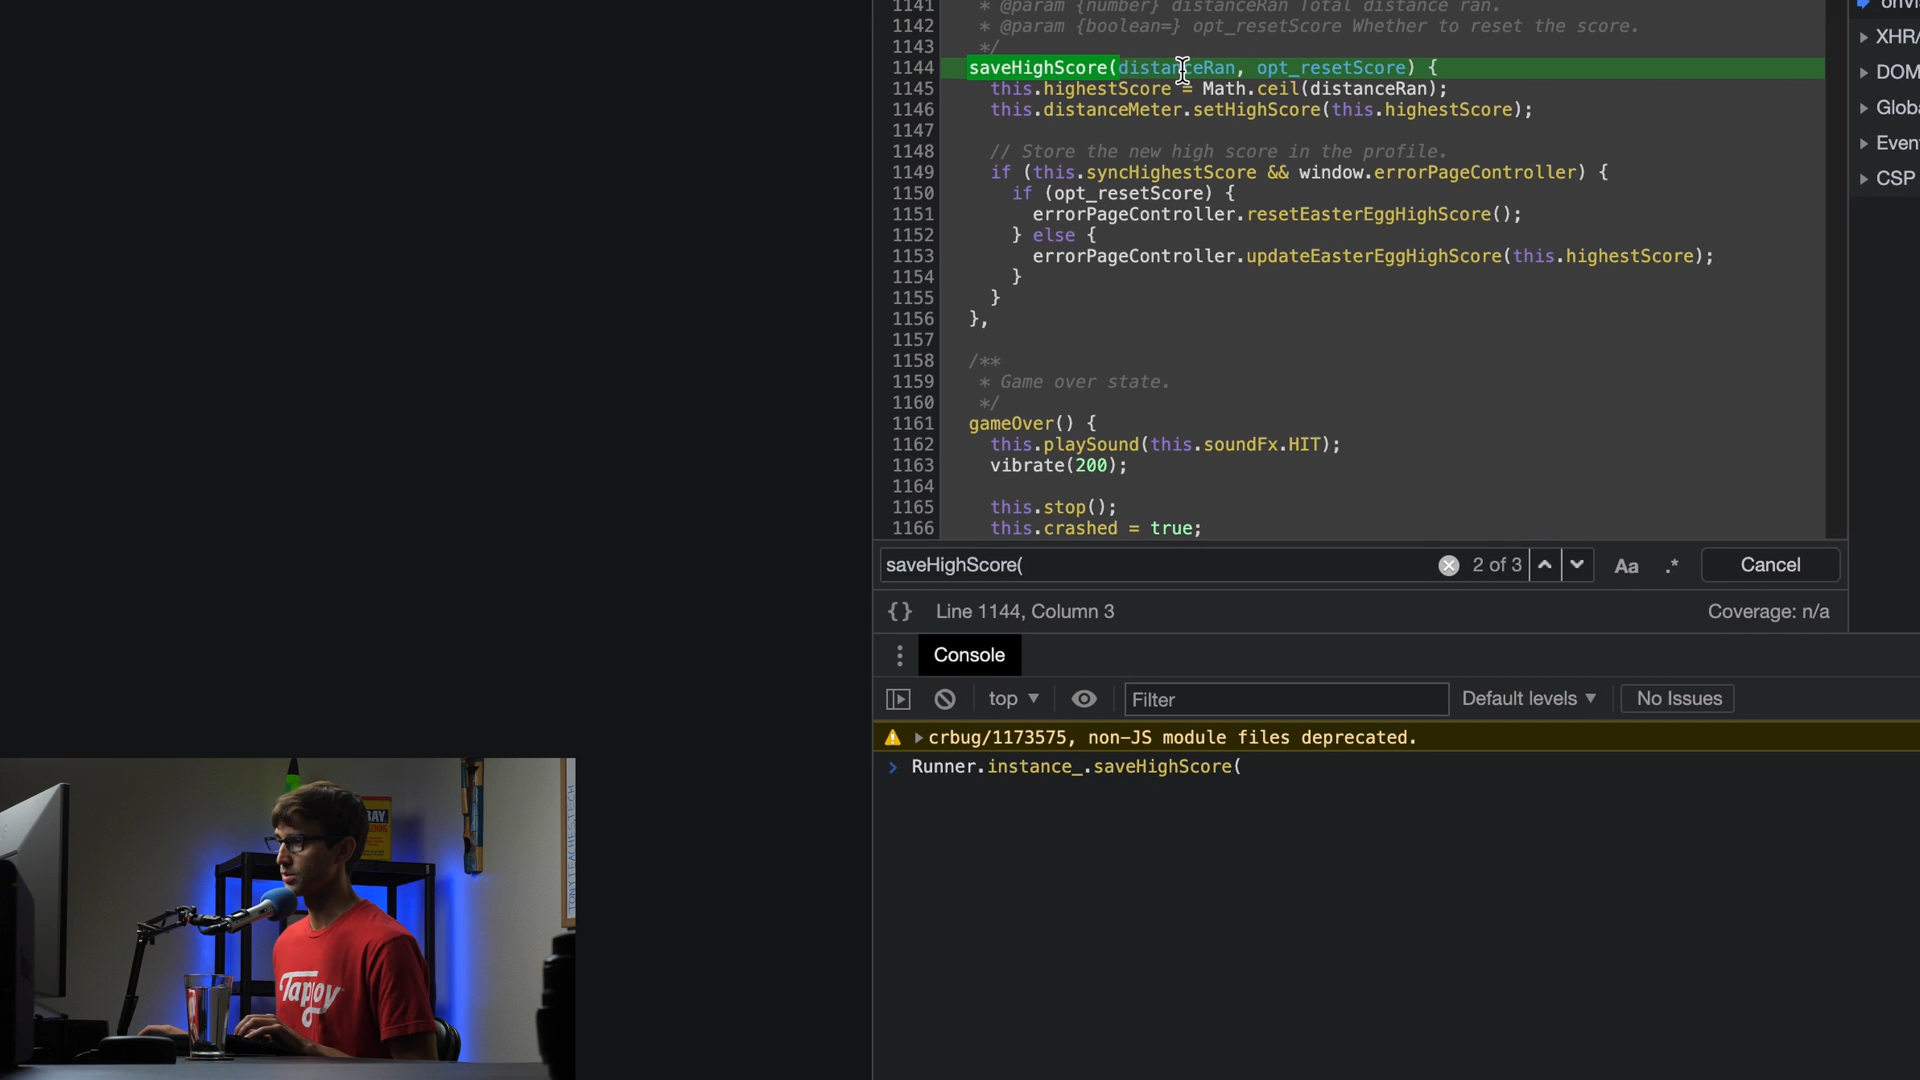 1141 * @param {number} distanceRan Total distance ran.
1142 * @param {boolean=} opt_resetScore Whether to reset the score.
1143 */
1144 saveHighScore(distanceRan, opt_resetScore) {
1145 this.highestScore = Math.ceil(distanceRan);
1146 this.distanceMeter.setHighScore(this.highestScore);
1147
1148 // Store the new high score in the profile.
1149 if (this.syncHighestScore && window.errorPageController) {
1150 if (opt_resetScore) {
1151 errorPageController.resetEasterEggHighScore();
1152 } else {
1153 errorPageController.updateEasterEggHighScore(this.highestScore);
1154 }
1155 }
1156 },
1157
1158 /**
1159 * Game over state.
1160 */
1161 gameOver() {
1162 this.playSound(this.soundFx.HIT);
1163 vibrate(200);
1164
1165 this.stop();
1166 this.crashed = true;
XHR/
DOM
Globa
Even
CSP
saveHighScore( 2 of 3 Aa .* Cancel
{} Line 1144, Column 3 Coverage: n/a
Console
top Filter Default levels No Issues
crbug/1173575, non-JS module files deprecated.
> Runner.instance_.saveHighScore(
Tapjoy
TONYTEACHES.TECH